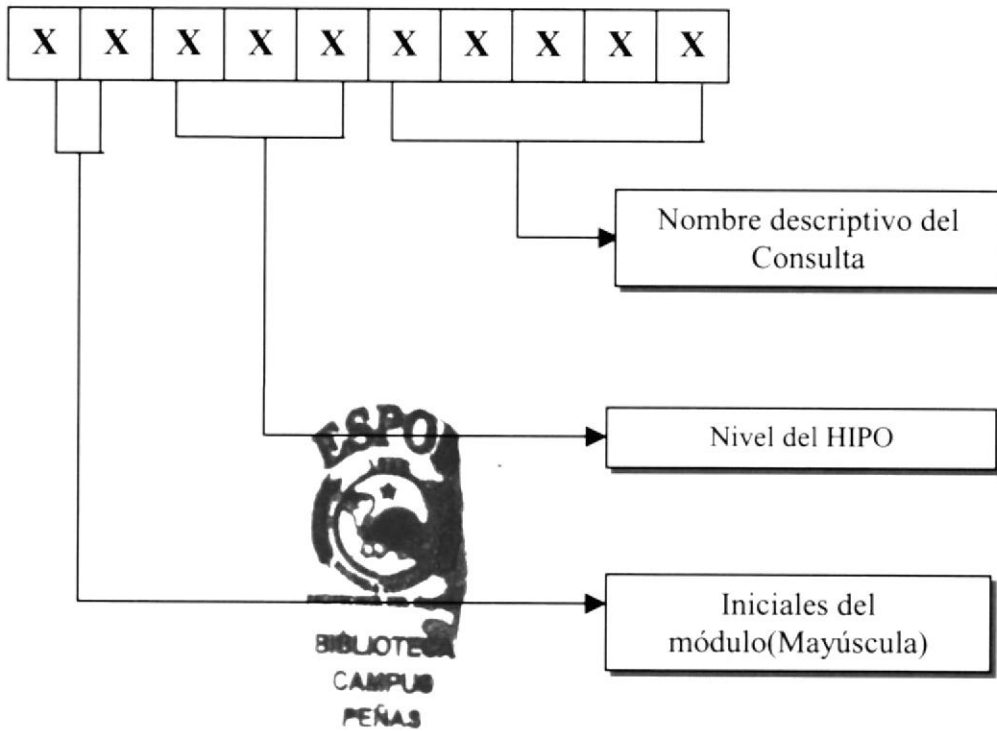 X X X X X X X X X X
Nombre descriptivo del
Consulta
Nivel del HIPO
Iniciales del
módulo(Mayúscula)
ESPOL
BIBLIOTECA
CAMPUS
PEÑAS